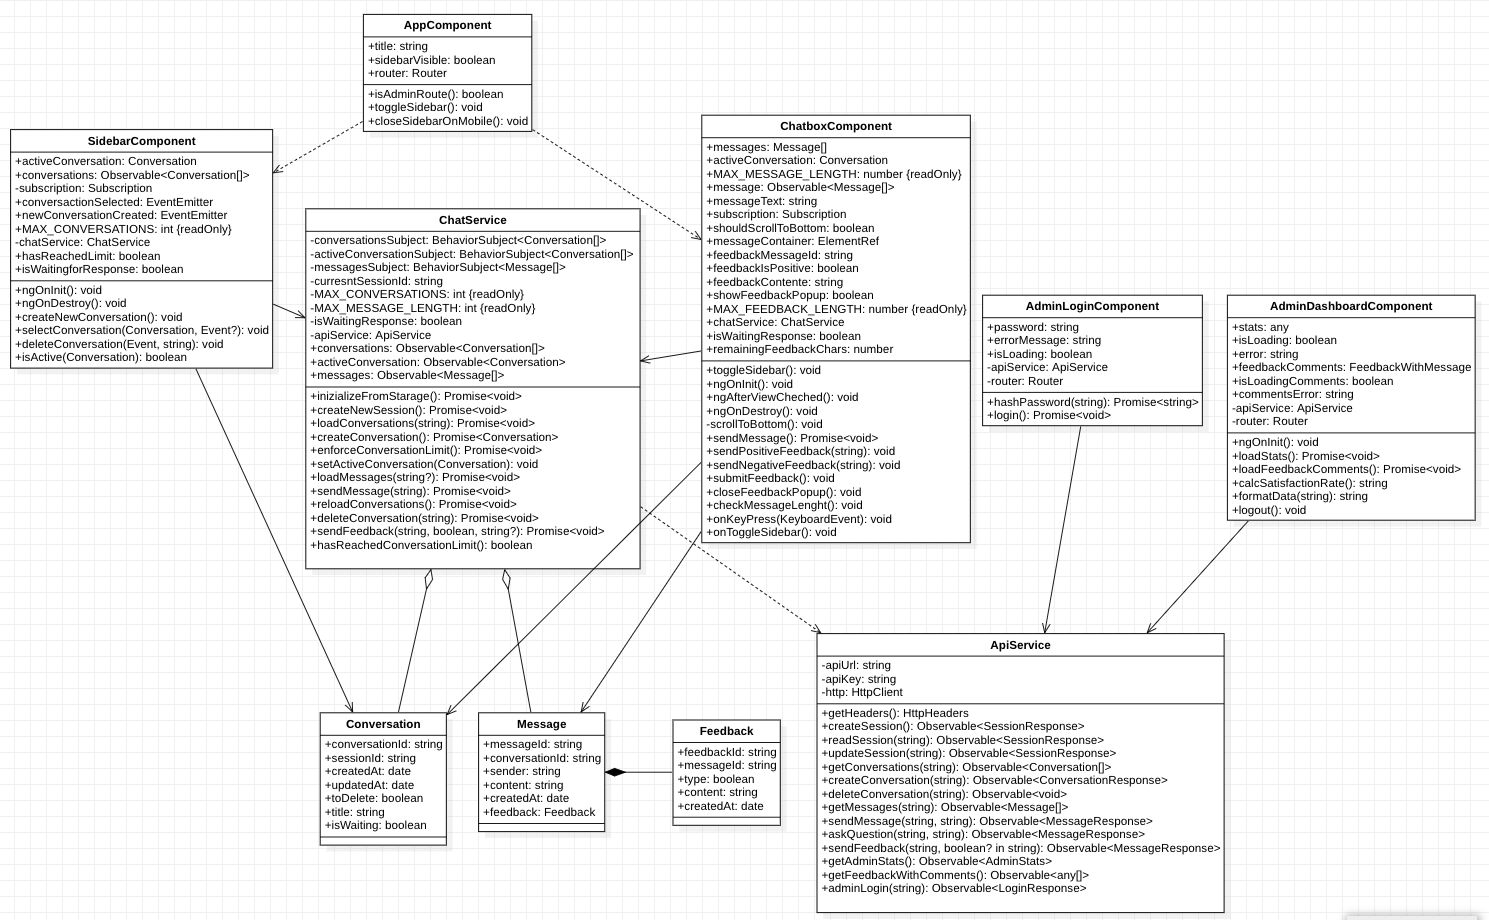 AppComponent
+title: string
+sidebarVisible: boolean
+router: Router
+isAdminRoute(): boolean
+toggleSidebar(): void
+closeSidebarOnMobile(): void
SidebarComponent
+activeConversation: Conversation
+conversations: Observable<Conversation[]>
-subscription: Subscription
+conversactionSelected: EventEmitter
+newConversationCreated: EventEmitter
+MAX_CONVERSATIONS: int {readOnly}
-chatService: ChatService
+hasReachedLimit: boolean
+isWaitingforResponse: boolean
+ngOnInit(): void
+ngOnDestroy(): void
+createNewConversation(): void
+selectConversation(Conversation, Event?): void
+deleteConversation(Event, string): void
+isActive(Conversation): boolean
ChatService
-conversationsSubject: BehaviorSubject<Conversation[]>
-activeConversationSubject: BehaviorSubject<Conversation[]>
-messagesSubject: BehaviorSubject<Message[]>
-curresntSessionId: string
-MAX_CONVERSATIONS: int {readOnly}
-MAX_MESSAGE_LENGTH: int {readOnly}
-isWaitingResponse: boolean
-apiService: ApiService
+conversations: Observable<Conversation[]>
+activeConversation: Observable<Conversation>
+messages: Observable<Message[]>
+inizializeFromStarage(): Promise<void>
+createNewSession(): Promise<void>
+loadConversations(string): Promise<void>
+createConversation(): Promise<Conversation>
+enforceConversationLimit(): Promise<void>
+setActiveConversation(Conversation): void
+loadMessages(string?): Promise<void>
+sendMessage(string): Promise<void>
+reloadConversations(): Promise<void>
+deleteConversation(string): Promise<void>
+sendFeedback(string, boolean, string?): Promise<void>
+hasReachedConversationLimit(): boolean
ChatboxComponent
+messages: Message[]
+activeConversation: Conversation
+MAX_MESSAGE_LENGTH: number {readOnly}
+message: Observable<Message[]>
+messageText: string
+subscription: Subscription
+shouldScrollToBottom: boolean
+messageContainer: ElementRef
+feedbackMessageId: string
+feedbackIsPositive: boolean
+feedbackContente: string
+showFeedbackPopup: boolean
+MAX_FEEDBACK_LENGTH: number {readOnly}
+chatService: ChatService
+isWaitingResponse: boolean
+remainingFeedbackChars: number
+toggleSidebar(): void
+ngOnInit(): void
+ngAfterViewCheched(): void
+ngOnDestroy(): void
-scrollToBottom(): void
+sendMessage(): Promise<void>
+sendPositiveFeedback(string): void
+sendNegativeFeedback(string): void
+submitFeedback(): void
+closeFeedbackPopup(): void
+checkMessageLenght(): void
+onKeyPress(KeyboardEvent): void
+onToggleSidebar(): void
AdminLoginComponent
+password: string
+errorMessage: string
+isLoading: boolean
-apiService: ApiService
-router: Router
+hashPassword(string): Promise<string>
+login(): Promise<void>
AdminDashboardComponent
+stats: any
+isLoading: boolean
+error: string
+feedbackComments: FeedbackWithMessage
+isLoadingComments: boolean
+commentsError: string
-apiService: ApiService
-router: Router
+ngOnInit(): void
+loadStats(): Promise<void>
+loadFeedbackComments(): Promise<void>
+calcSatisfactionRate(): string
+formatData(string): string
+logout(): void
Conversation
+conversationId: string
+sessionId: string
+createdAt: date
+updatedAt: date
+toDelete: boolean
+title: string
+isWaiting: boolean
Message
+messageId: string
+conversationId: string
+sender: string
+content: string
+createdAt: date
+feedback: Feedback
Feedback
+feedbackId: string
+messageId: string
+type: boolean
+content: string
+createdAt: date
ApiService
-apiUrl: string
-apiKey: string
-http: HttpClient
+getHeaders(): HttpHeaders
+createSession(): Observable<SessionResponse>
+readSession(string): Observable<SessionResponse>
+updateSession(string): Observable<SessionResponse>
+getConversations(string): Observable<Conversation[]>
+createConversation(string): Observable<ConversationResponse>
+deleteConversation(string): Observable<void>
+getMessages(string): Observable<Message[]>
+sendMessage(string, string): Observable<MessageResponse>
+askQuestion(string, string): Observable<MessageResponse>
+sendFeedback(string, boolean? in string): Observable<MessageResponse>
+getAdminStats(): Observable<AdminStats>
+getFeedbackWithComments(): Observable<any[]>
+adminLogin(string): Observable<LoginResponse>